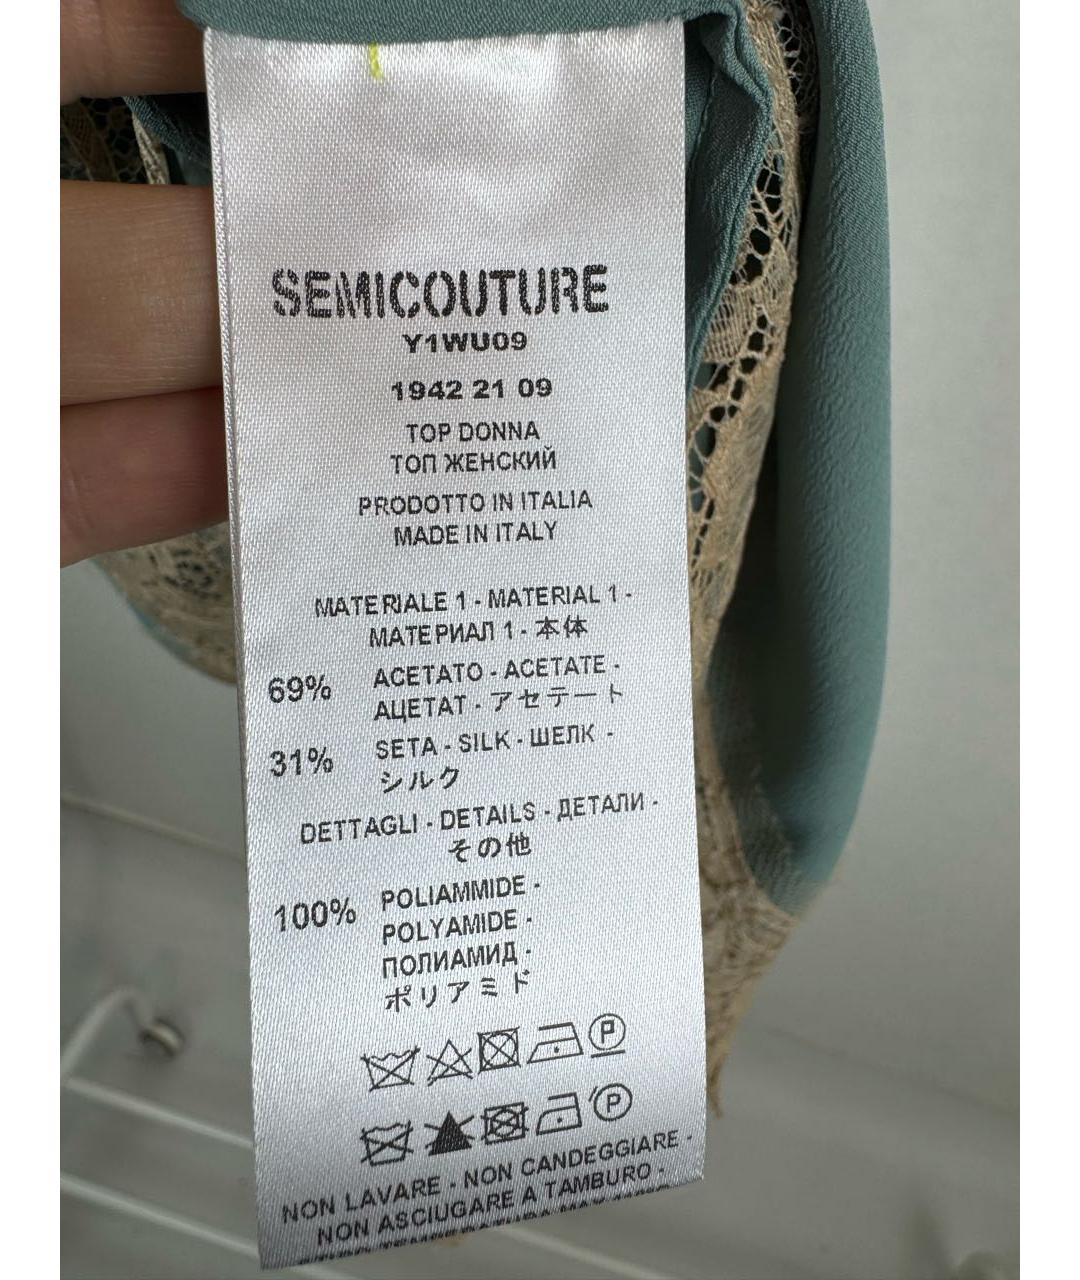 SEMICOUTURE
Y1WU09
1942 21 09
TOP DONNA
ТОП ЖЕНСКИЙ
PRODOTTO IN ITALIA
MADE IN ITALY
MATERIALE 1 - MATERIAL 1 -
МАТЕРИАЛ 1 - 本体
69% ACETATO - ACETATE -
АЦЕТАТ - アセテート
31% SETA - SILK - ШЕЛК -
シルク
DETTAGLI - DETAILS - ДЕТАЛИ -
その他
100% POLIAMMIDE -
POLYAMIDE -
ПОЛИАМИД -
ポリアミド
P
P
NON LAVARE - NON CANDEGGIARE -
NON ASCIUGARE A TAMBURO -